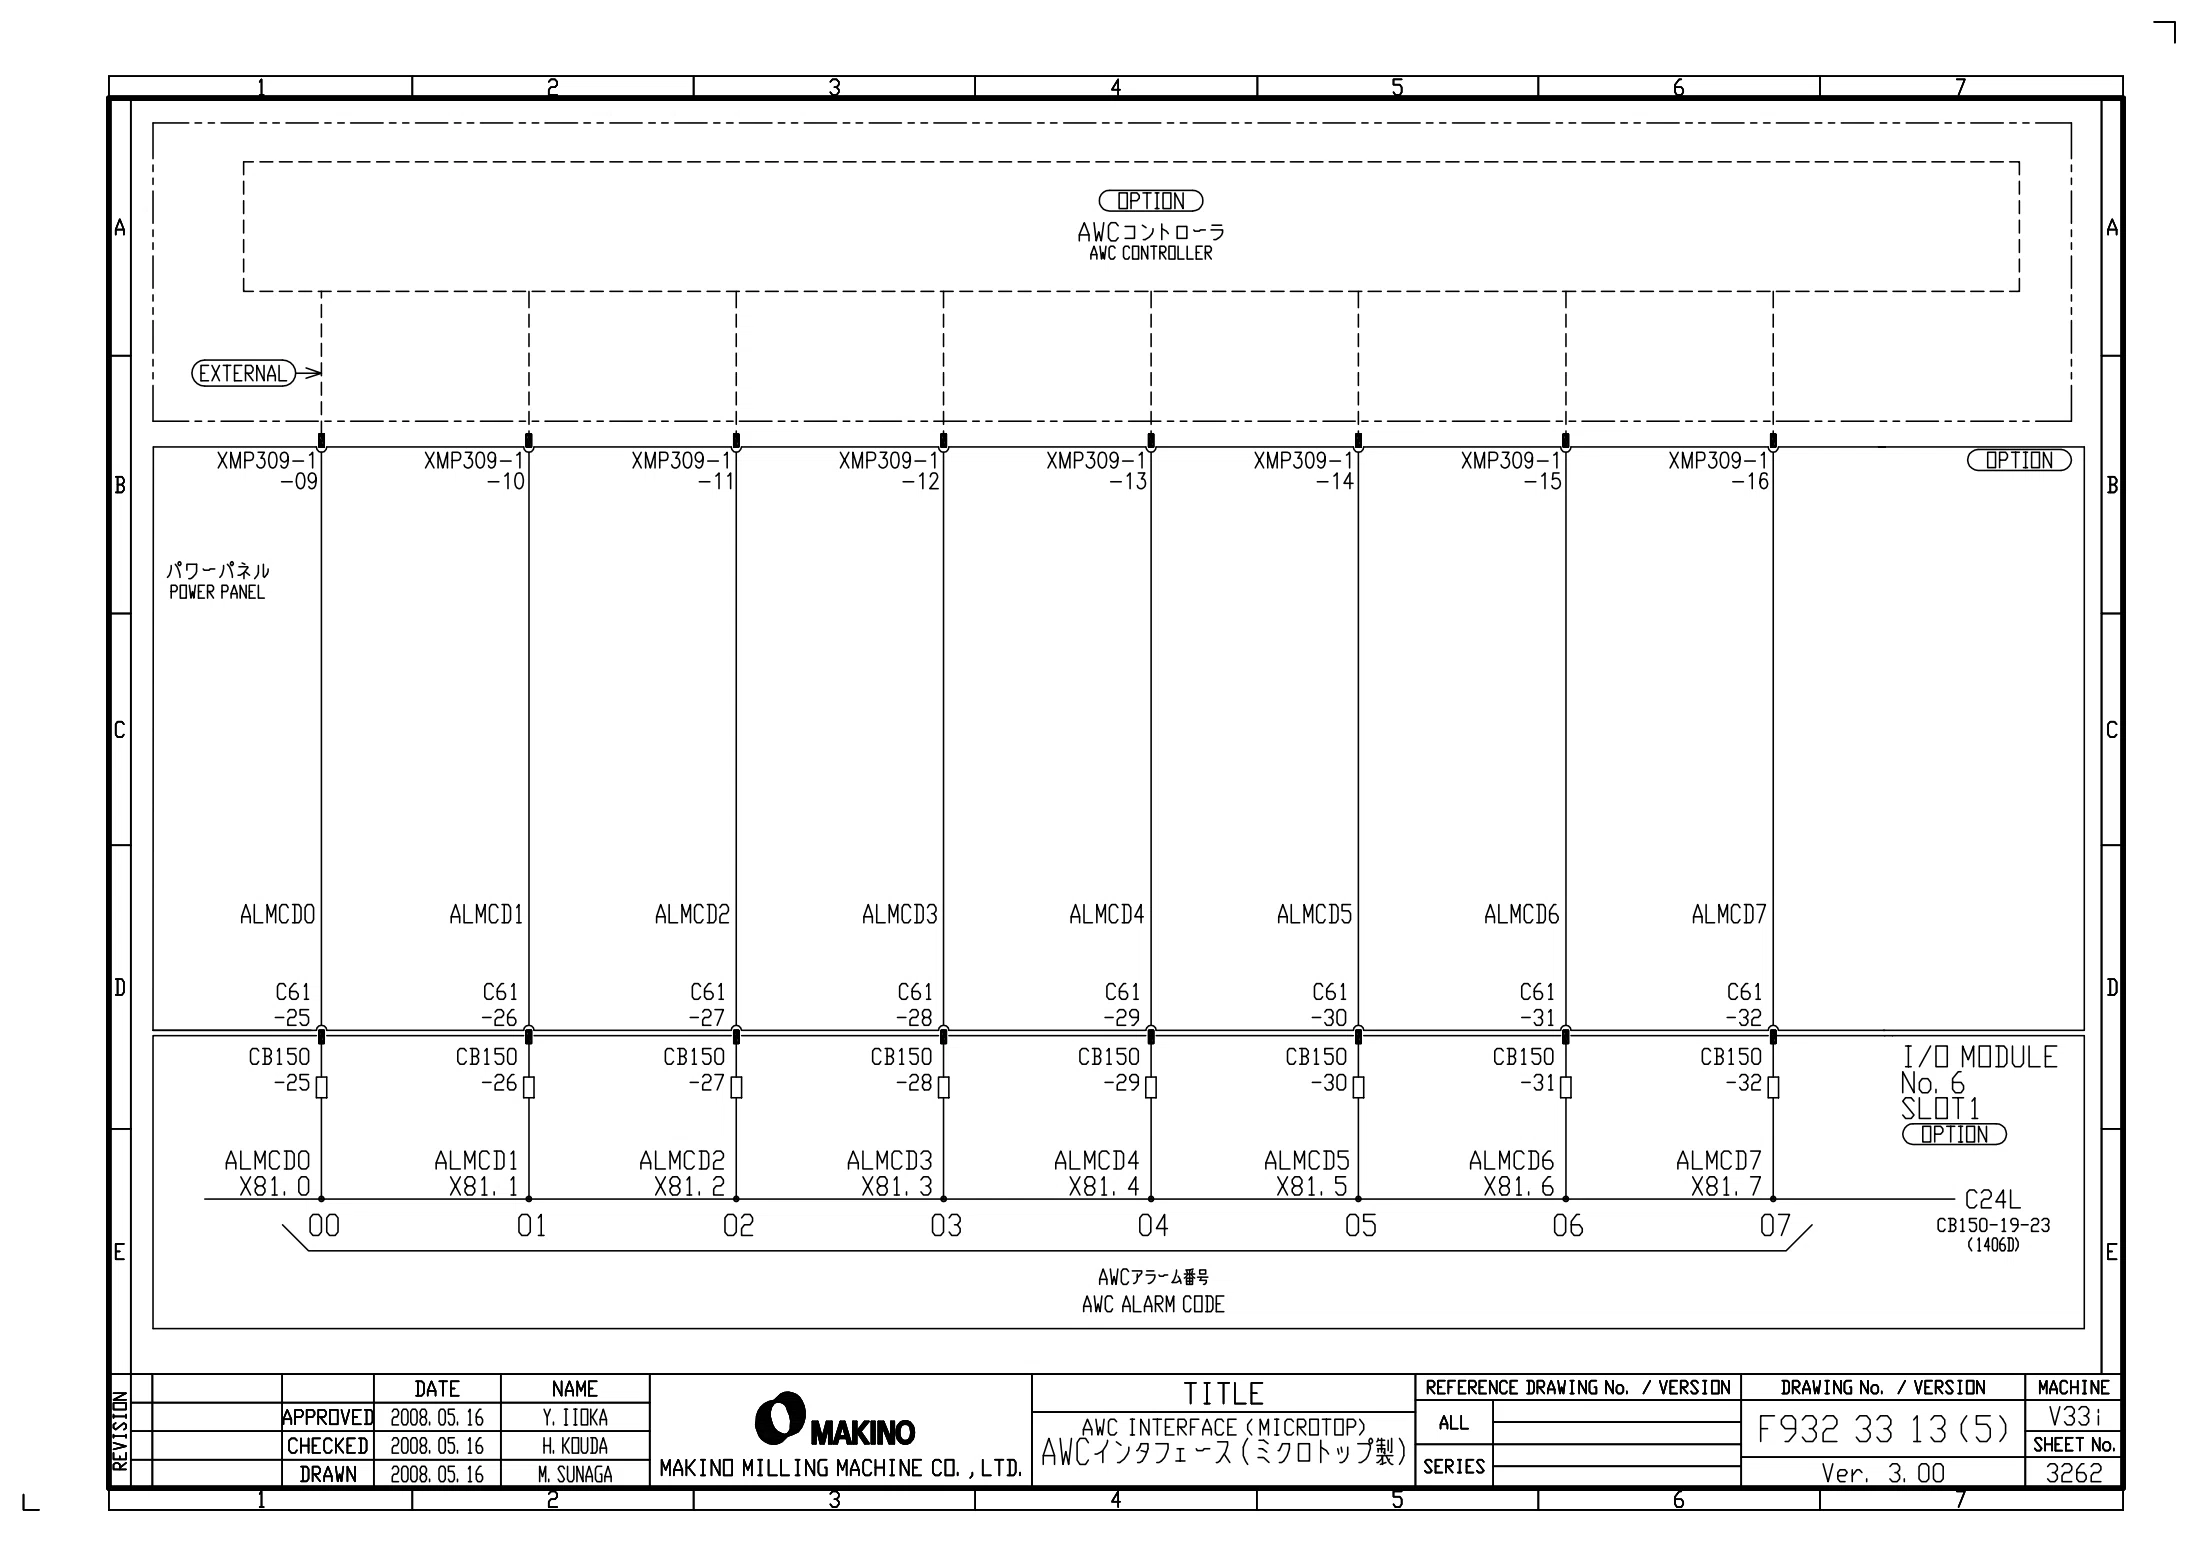 1 2 3 4 5 6 7
A A
OPTION
AWCコントローラ
AWC CONTROLLER
EXTERNAL
XMP309-1 XMP309-1 XMP309-1 XMP309-1 XMP309-1 XMP309-1 XMP309-1 XMP309-1 OPTION
-09 -10 -11 -12 -13 -14 -15 -16
B B
パワーパネル
POWER PANEL
C C
ALMCD0 ALMCD1 ALMCD2 ALMCD3 ALMCD4 ALMCD5 ALMCD6 ALMCD7
D D
C61 C61 C61 C61 C61 C61 C61 C61
-25 -26 -27 -28 -29 -30 -31 -32
CB150 CB150 CB150 CB150 CB150 CB150 CB150 CB150
-25 -26 -27 -28 -29 -30 -31 -32
I/O MODULE
No. 6
SLOT1
OPTION
ALMCD0 ALMCD1 ALMCD2 ALMCD3 ALMCD4 ALMCD5 ALMCD6 ALMCD7
X81. 0 X81. 1 X81. 2 X81. 3 X81. 4 X81. 5 X81. 6 X81. 7
C24L
00 01 02 03 04 05 06 07
CB150-19-23
(1406D)
E E
AWCアラーム番号
AWC ALARM CODE
REVISION
DATE NAME
APPROVED 2008. 05. 16 Y. IIOKA
CHECKED 2008. 05. 16 H. KOUDA
DRAWN 2008. 05. 16 M. SUNAGA
MAKINO
MAKINO MILLING MACHINE CO. , LTD.
TITLE
AWC INTERFACE (MICROTOP)
AWCインタフェース (ミクロトップ製)
REFERENCE DRAWING No. / VERSION
ALL
SERIES
DRAWING No. / VERSION
F932 33 13 (5)
Ver. 3. 00
MACHINE
V33i
SHEET No.
3262
1 2 3 4 5 6 7